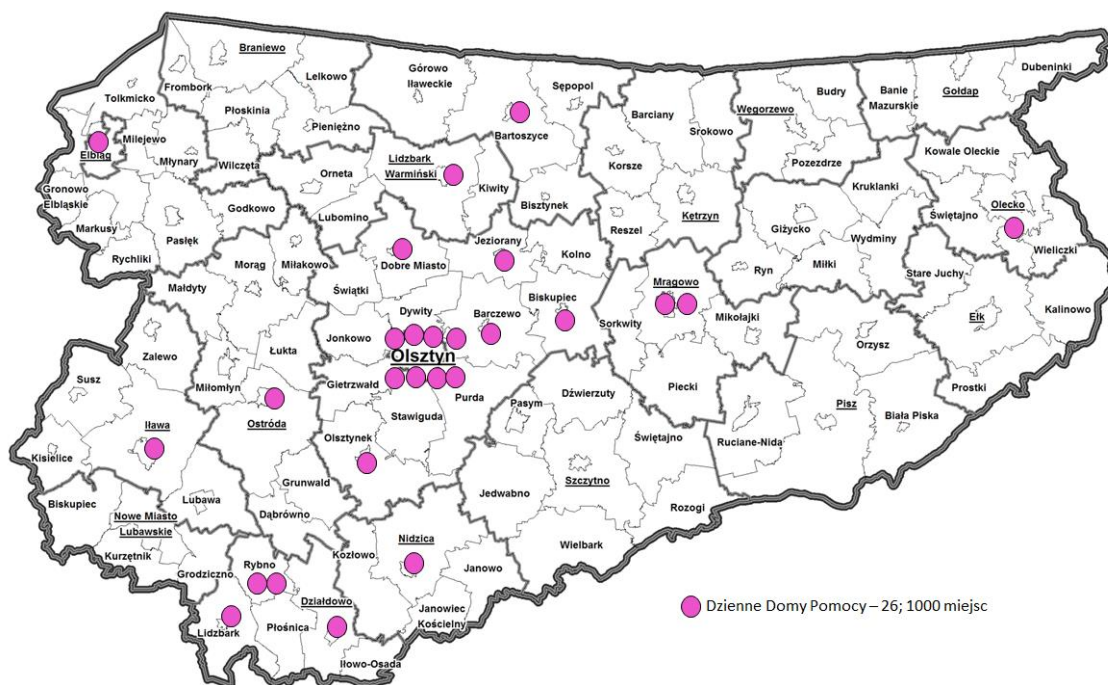 Braniewo
Lelkowo
Górowo
Iławeckie
Sępopol
Dubeninki
Frombork
Tolkmicko
Płoskinia
Pieniężno
Bartoszyce
Barciany
Srokowo
Węgorzewo
Budry
Banie
Mazurskie
Gołdap
Elbląg
Milejewo
Młynary
Wilczęta
Orneta
Lidzbark
Warmiński
Kiwity
Bisztynek
Korsze
Pozezdrze
Kowale Oleckie
Gronowo
Elbląskie
Markusy
Pasłęk
Godkowo
Lubomino
Reszel
Kętrzyn
Giżycko
Kruklanki
Wydminy
Świętajno
Olecko
Wieliczki
Rychliki
Morąg
Miłakowo
Dobre Miasto
Jeziorany
Kolno
Ryn
Miłki
Stare Juchy
Małdyty
Świątki
Dywity
Barczewo
Biskupiec
Sorkwity
Mrągowo
Mikołajki
Ełk
Kalinowo
Zalewo
Łukta
Jonkowo
Olsztyn
Orzysz
Susz
Miłomłyn
Gietrzwałd
Purda
Piecki
Dźwierzuty
Prostki
Ostróda
Stawiguda
Pasym
Pisz
Biała Piska
Kisielice
Iława
Olsztynek
Świętajno
Ruciane-Nida
Szczytno
Biskupiec
Lubawa
Grunwald
Jedwabno
Rozogi
Nowe Miasto
Lubawskie
Dąbrówno
Kurzętnik
Grodziczno
Rybno
Kozłowo
Nidzica
Janowo
Wielbark
Działdowo
Janowiec
Kościelny
Lidzbark
Płośnica
Iłowo-Osada
Dzienne Domy Pomocy – 26; 1000 miejsc